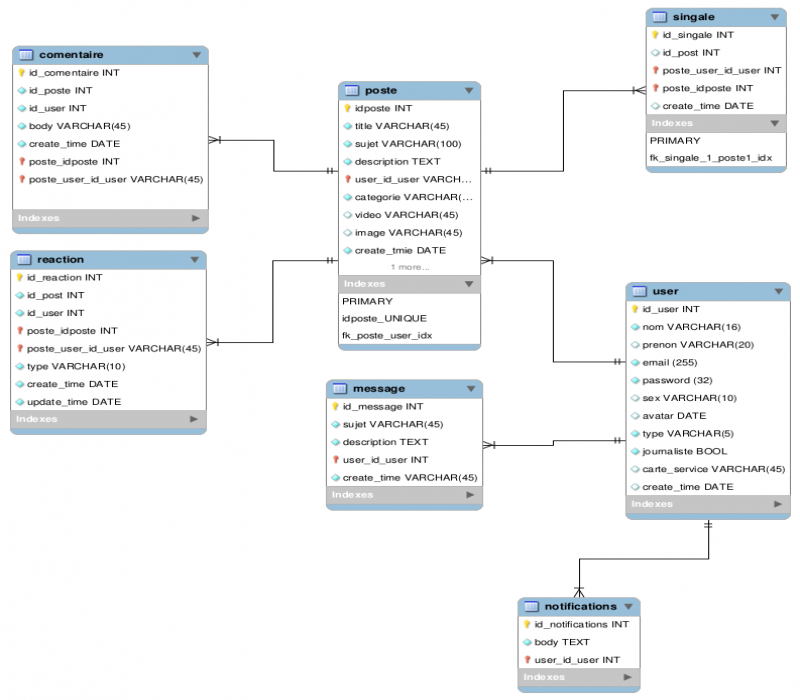 comentaire
id_comentaire INT
id_poste INT
id_user INT
body VARCHAR(45)
create_time DATE
poste_idposte INT
poste_user_id_user VARCHAR(45)
Indexes
reaction
id_reaction INT
id_post INT
id_user INT
poste_idposte INT
poste_user_id_user VARCHAR(45)
type VARCHAR(10)
create_time DATE
update_time DATE
Indexes
poste
idposte INT
title VARCHAR(45)
sujet VARCHAR(100)
description TEXT
user_id_user VARCH...
categorie VARCHAR(...
video VARCHAR(45)
image VARCHAR(45)
create_tmie DATE
1 more...
Indexes
PRIMARY
idposte_UNIQUE
fk_poste_user_idx
message
id_message INT
sujet VARCHAR(45)
description TEXT
user_id_user INT
create_time VARCHAR(45)
Indexes
singale
id_singale INT
id_post INT
poste_user_id_user INT
poste_idposte INT
create_time DATE
Indexes
PRIMARY
fk_singale_1_poste1_idx
user
id_user INT
nom VARCHAR(16)
prenon VARCHAR(20)
email (255)
password (32)
sex VARCHAR(10)
avatar DATE
type VARCHAR(5)
journaliste BOOL
carte_service VARCHAR(45)
create_time DATE
Indexes
notifications
id_notifications INT
body TEXT
user_id_user INT
Indexes